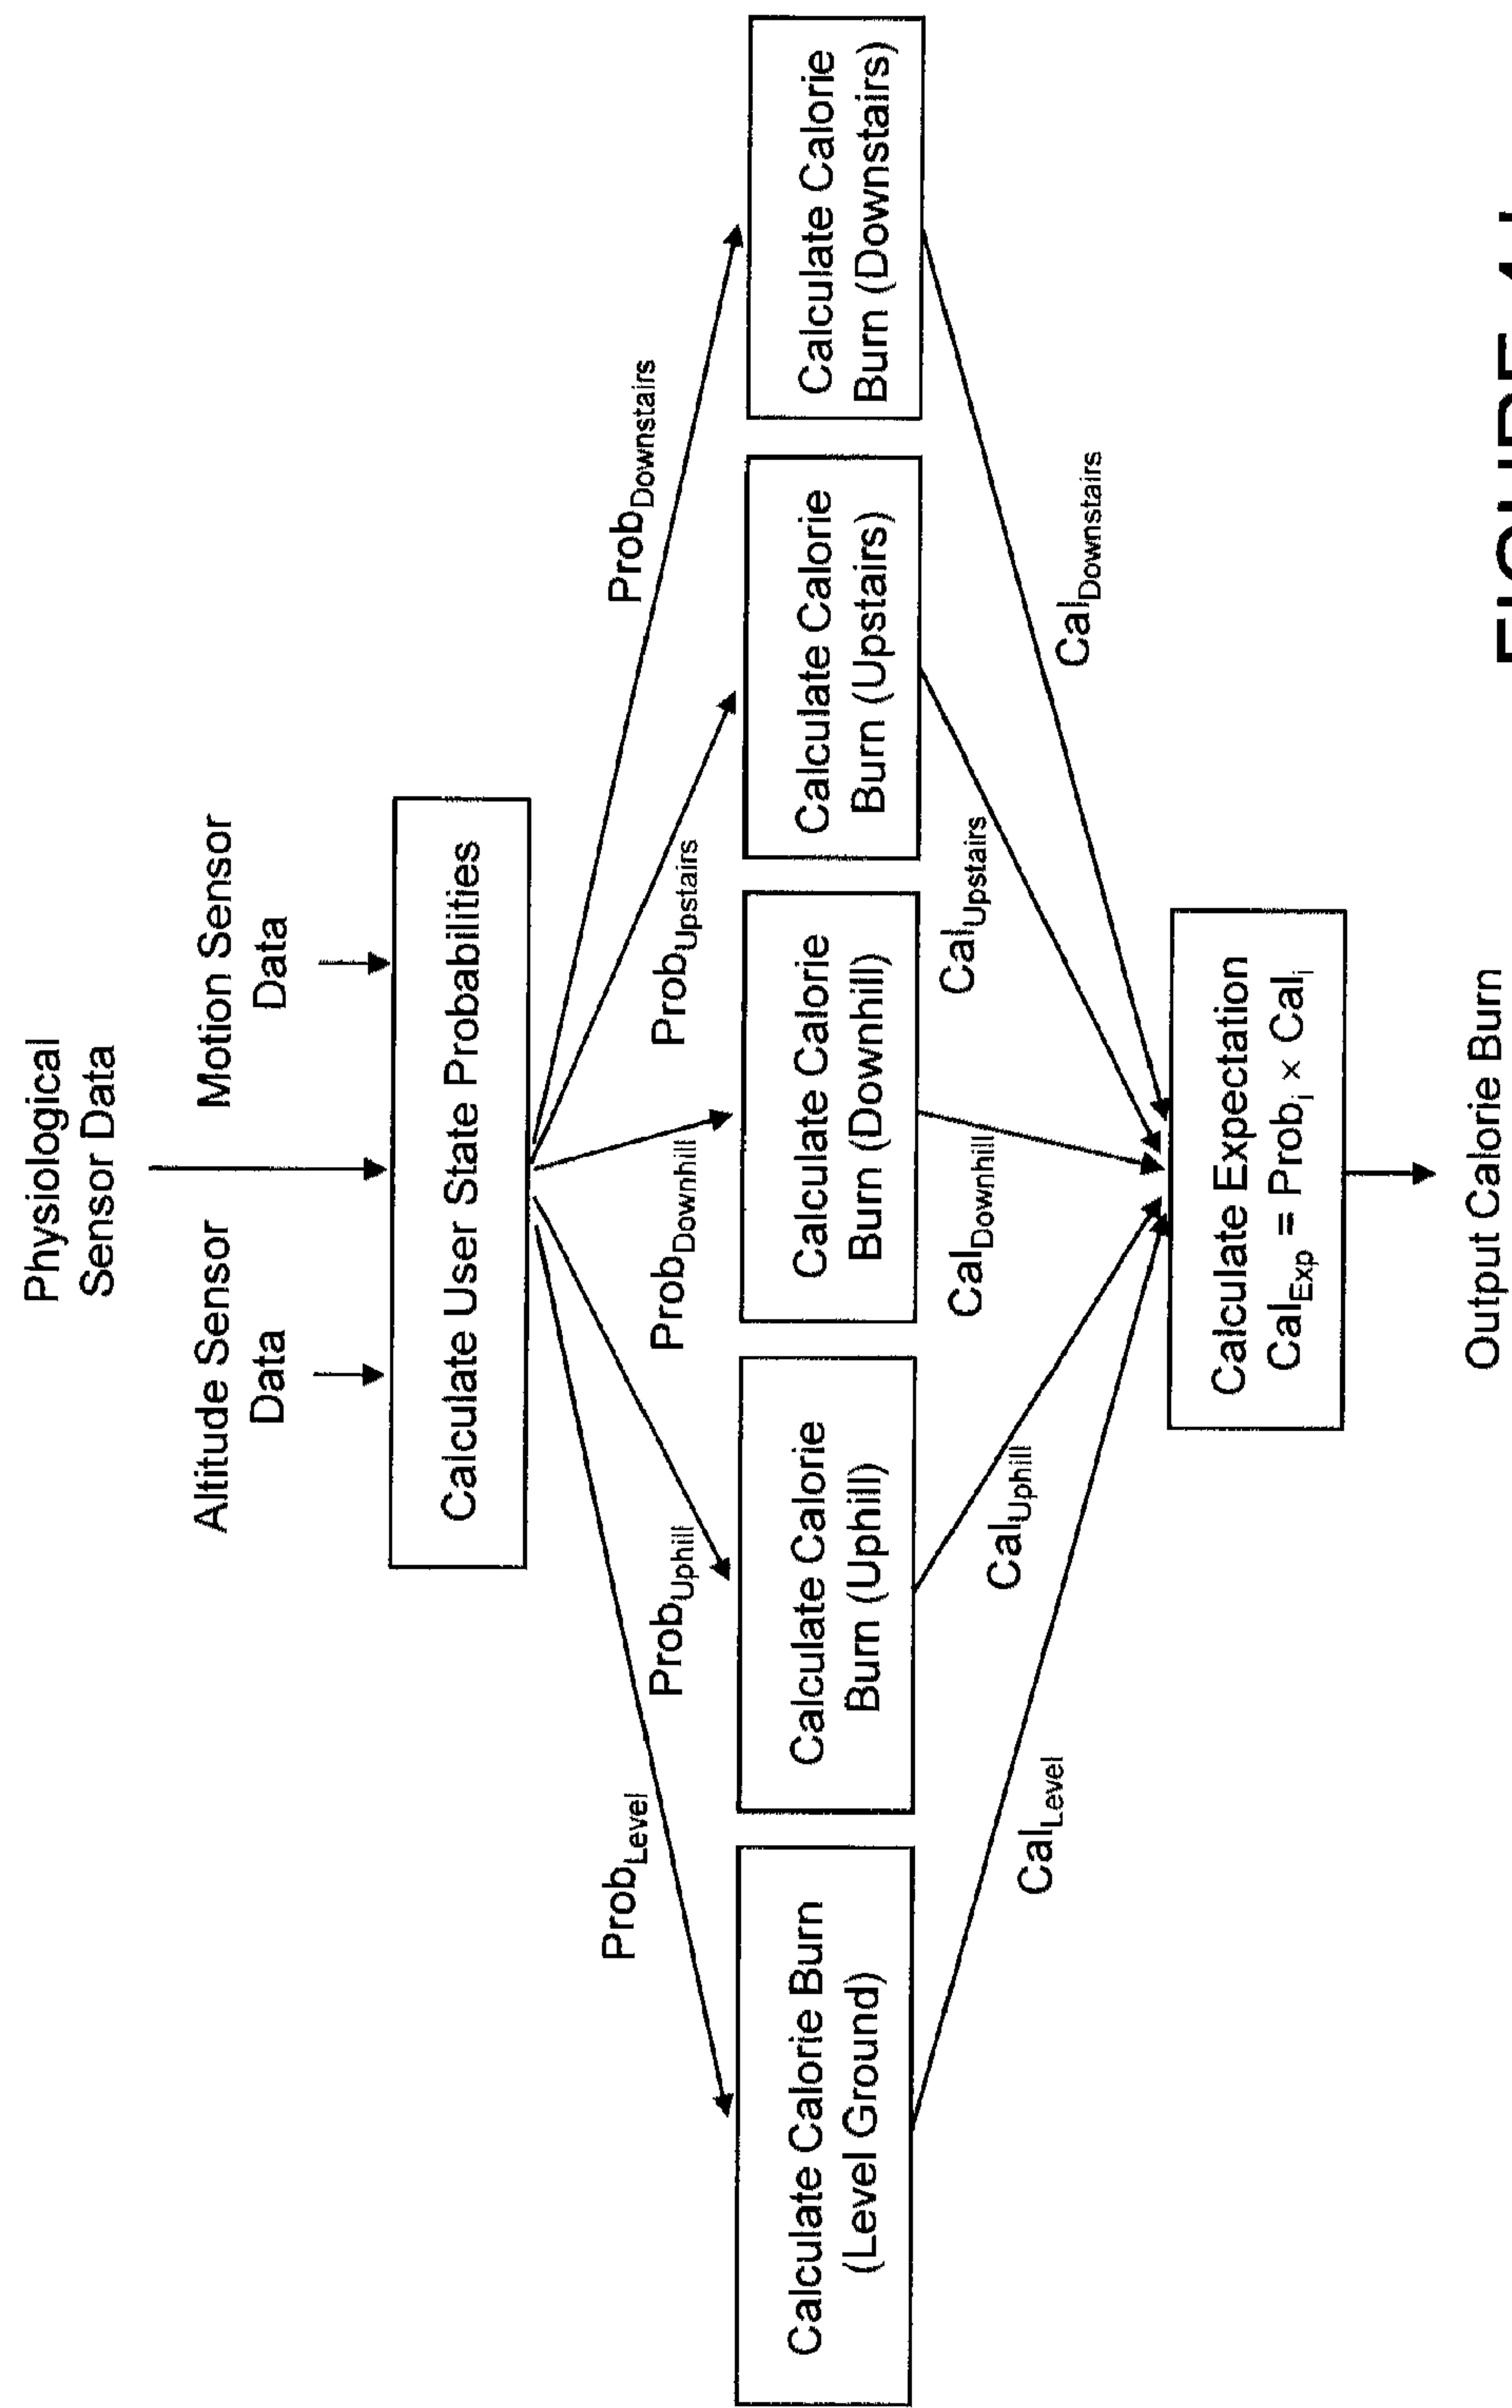 Physiological
Sensor Data
Altitude Sensor
Data
Motion Sensor
Data
Calculate User State Probabilities
Prob_Level
Prob_Uphill
Prob_Downhill
Prob_Upstairs
Prob_Downstairs
Calculate Calorie Burn
(Level Ground)
Calculate Calorie
Burn (Uphill)
Calculate Calorie
Burn (Downhill)
Calculate Calorie
Burn (Upstairs)
Calculate Calorie
Burn (Downstairs)
Cal_Level
Cal_Uphill
Cal_Downhill
Cal_Upstairs
Cal_Downstairs
Calculate Expectation
Cal_Exp = Prob_i × Cal_i
Output Calorie Burn